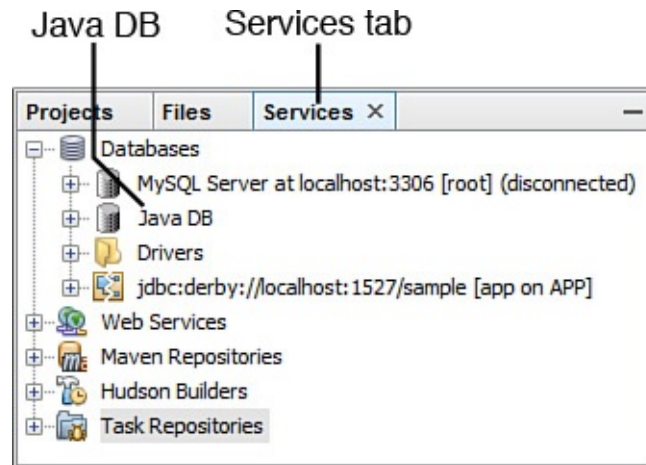 Java DB Services tab
Projects Files Services
Databases
MySQL Server at localhost:3306 [root] (disconnected)
Java DB
Drivers
jdbc:derby://localhost:1527/sample [app on APP]
Web Services
Maven Repositories
Hudson Builders
Task Repositories